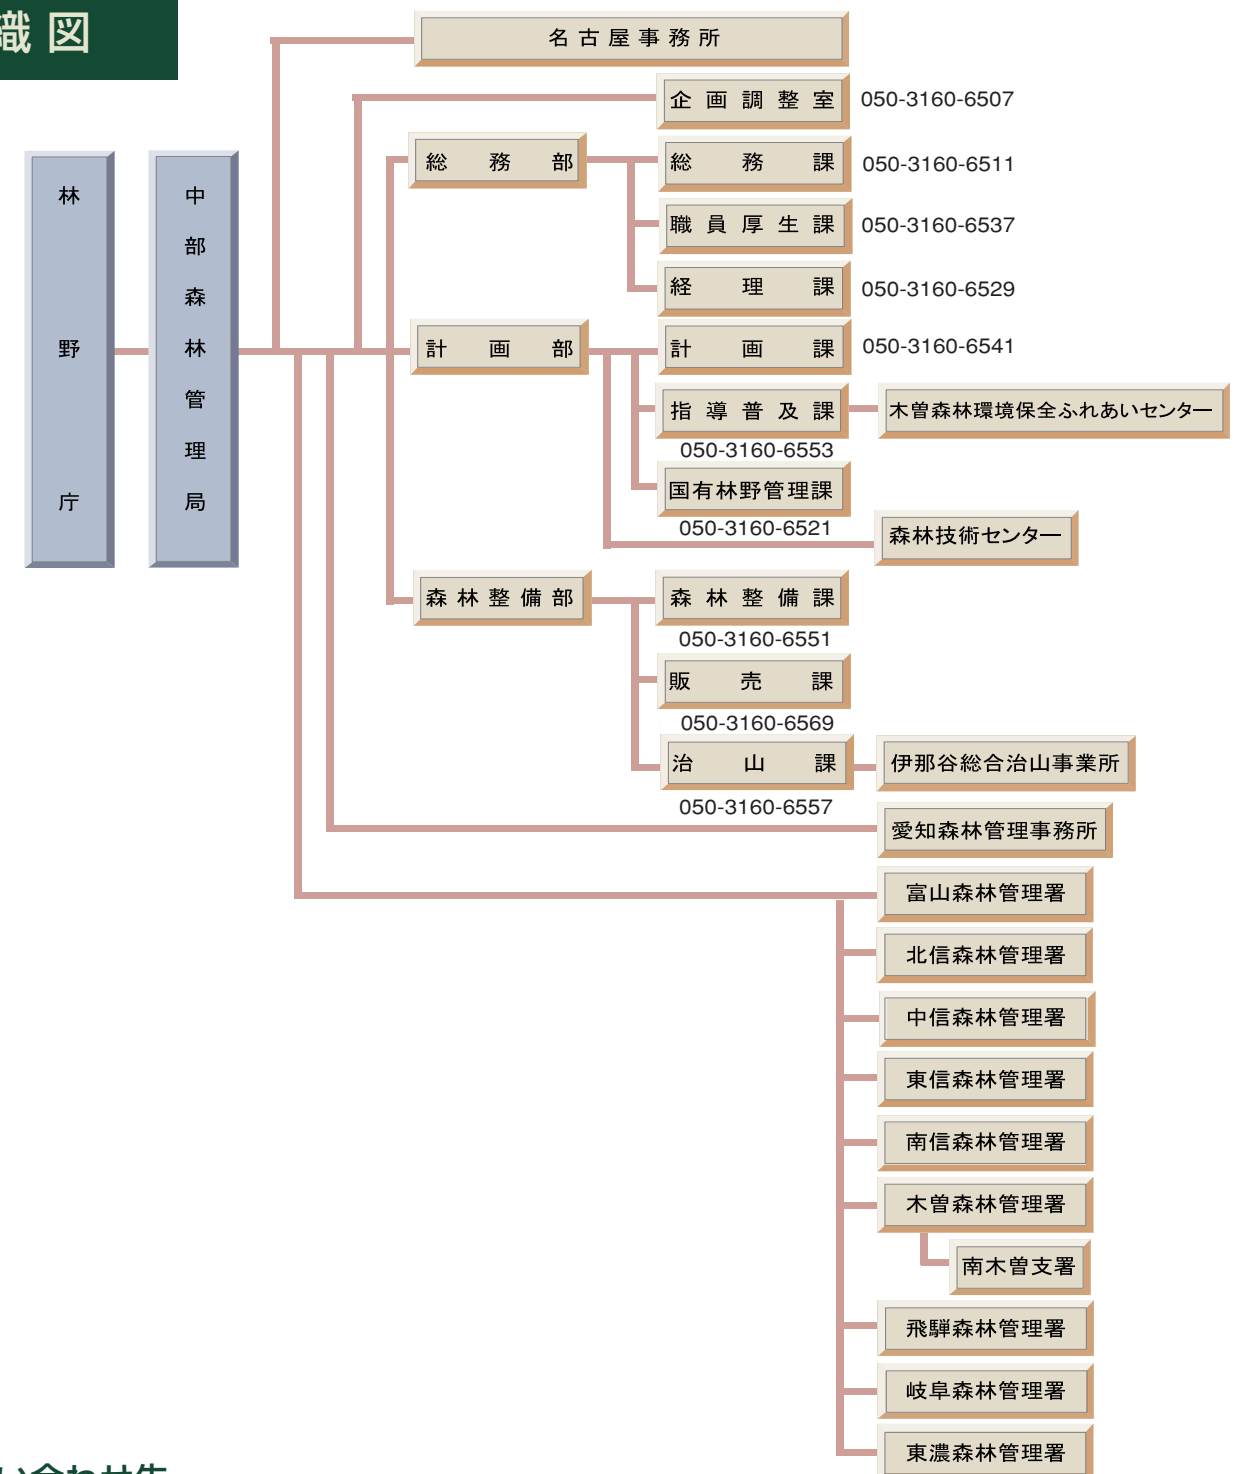 織図
林野庁
中部森林管理局
名古屋事務所
企画調整室 050-3160-6507
総務部
総務課 050-3160-6511
職員厚生課 050-3160-6537
経理課 050-3160-6529
計画部
計画課 050-3160-6541
指導普及課
050-3160-6553
木曽森林環境保全ふれあいセンター
国有林野管理課
050-3160-6521
森林技術センター
森林整備部
森林整備課
050-3160-6551
販売課
050-3160-6569
治山課
050-3160-6557
伊那谷総合治山事業所
愛知森林管理事務所
富山森林管理署
北信森林管理署
中信森林管理署
東信森林管理署
南信森林管理署
木曽森林管理署
南木曽支署
飛騨森林管理署
岐阜森林管理署
東濃森林管理署